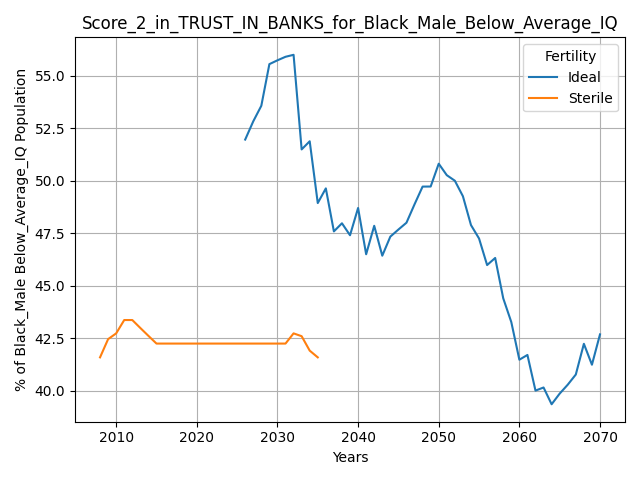 Score_2_in_TRUST_IN_BANKS_for_Black_Male_Below_Average_IQ
% of Black_Male Below_Average_IQ Population
55.0
52.5
50.0
47.5
45.0
42.5
40.0
Fertility
Ideal
Sterile
2010 2020 2030 2040 2050 2060 2070
Years